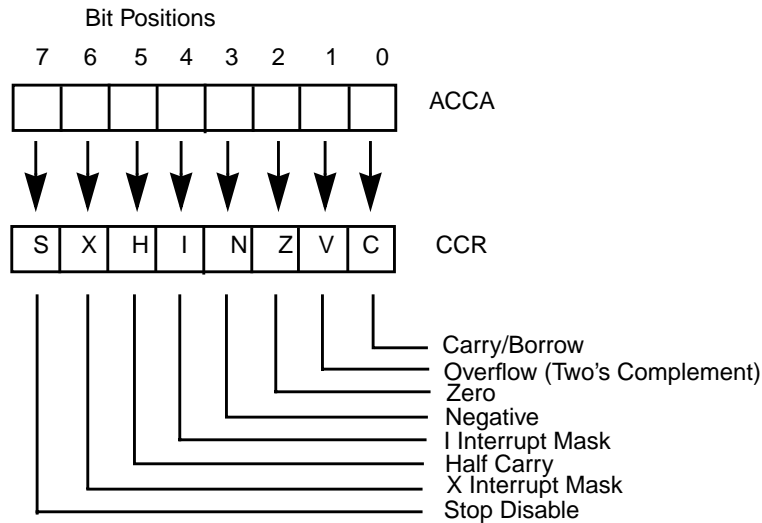 Bit Positions
7 6 5 4 3 2 1 0
ACCA
S X H I N Z V C CCR
Carry/Borrow
Overflow (Two's Complement)
Zero
Negative
I Interrupt Mask
Half Carry
X Interrupt Mask
Stop Disable